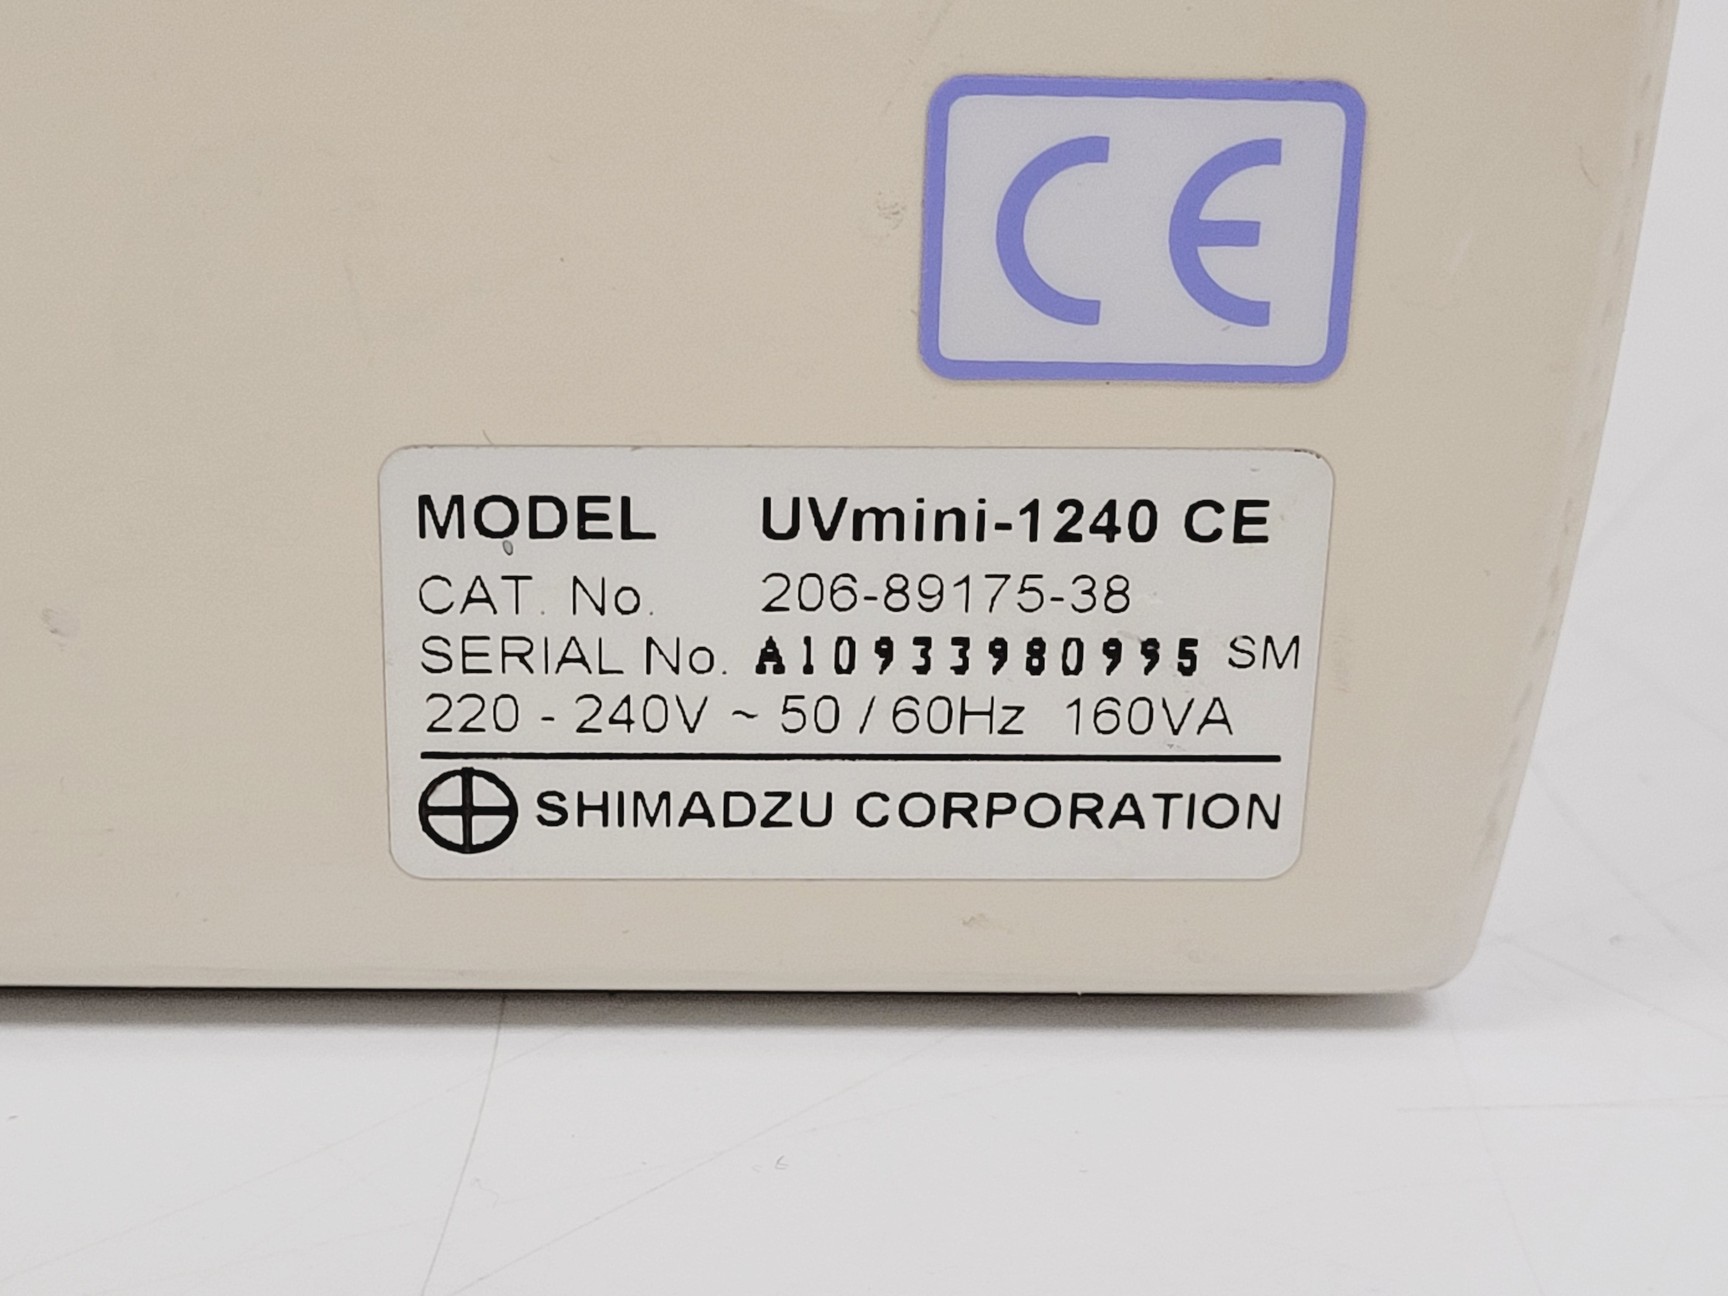 CE
MODEL UVmini-1240 CE
CAT. No. 206-89175-38
SERIAL No. A10933980995 SM
220 - 240V ~ 50 / 60Hz 160VA
SHIMADZU CORPORATION